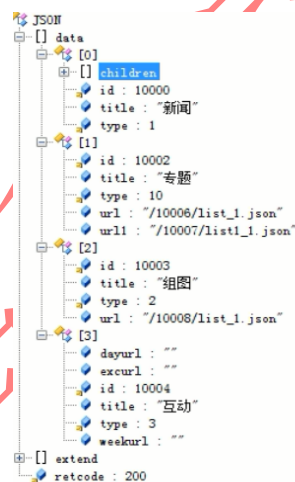 JSON
[] data
[0]
[] children
id : 10000
title : "新闻"
type : 1
[1]
id : 10002
title : "专题"
type : 10
url : "/10006/list_1.json"
url1 : "/10007/list1_1.json"
[2]
id : 10003
title : "组图"
type : 2
url : "/10008/list_1.json"
[3]
dayurl : ""
excurl : ""
id : 10004
title : "互动"
type : 3
weekurl : ""
[] extend
retcode : 200